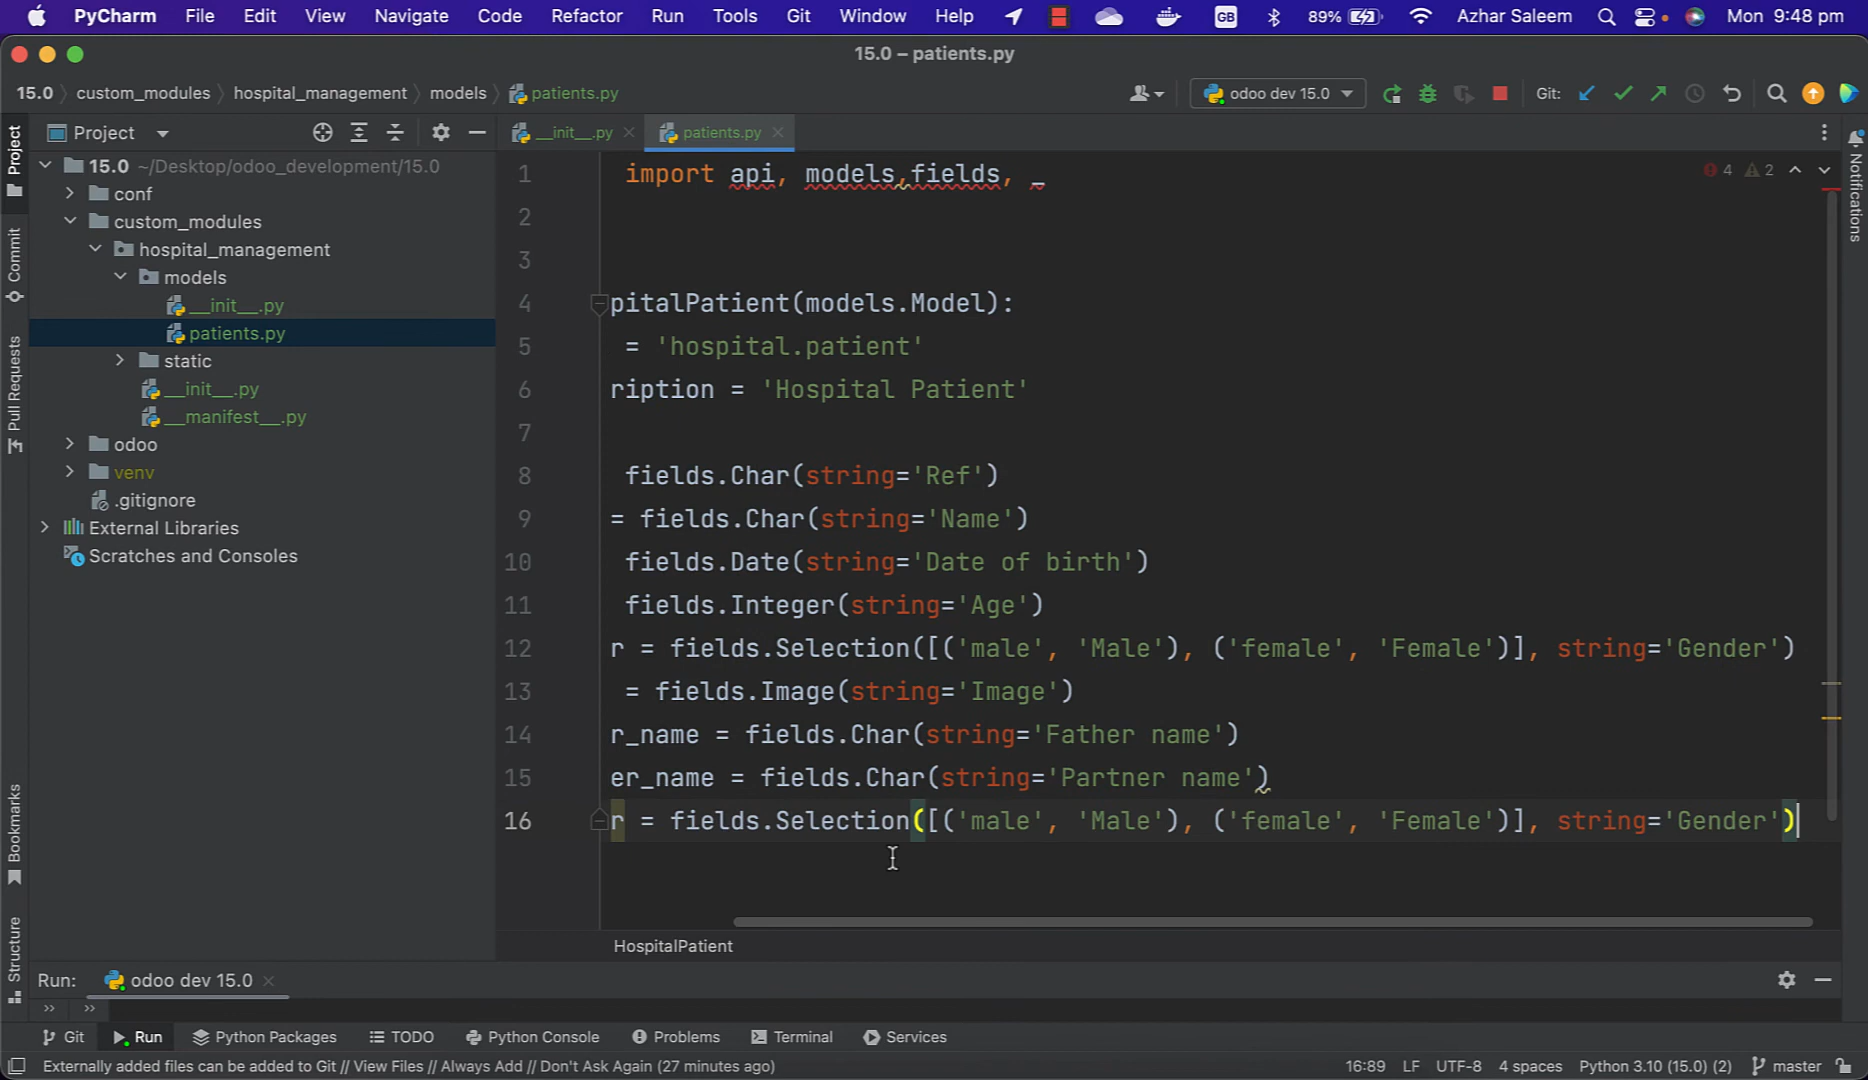 PyCharm File Edit View Navigate Code Refactor Run Tools Git Window Help GB 89% Azhar Saleem Mon 9:48 pm
15.0 – patients.py
15.0 custom_modules hospital_management models patients.py odoo dev 15.0 Git:
Project __init__.py patients.py
15.0 ~/Desktop/odoo_development/15.0
conf
custom_modules
hospital_management
models
__init__.py
patients.py
static
__init__.py
__manifest__.py
odoo
venv
.gitignore
External Libraries
Scratches and Consoles
Project
Commit
Pull Requests
Bookmarks
Structure
Notifications
4 2
1 import api, models,fields, _
2
3
4 pitalPatient(models.Model):
5 = 'hospital.patient'
6 ription = 'Hospital Patient'
7
8 fields.Char(string='Ref')
9 = fields.Char(string='Name')
10 fields.Date(string='Date of birth')
11 fields.Integer(string='Age')
12 r = fields.Selection([('male', 'Male'), ('female', 'Female')], string='Gender')
13 = fields.Image(string='Image')
14 r_name = fields.Char(string='Father name')
15 er_name = fields.Char(string='Partner name')
16 r = fields.Selection([('male', 'Male'), ('female', 'Female')], string='Gender')
HospitalPatient
Run: odoo dev 15.0
» »
Git Run Python Packages TODO Python Console Problems Terminal Services
Externally added files can be added to Git // View Files // Always Add // Don't Ask Again (27 minutes ago) 16:89 LF UTF-8 4 spaces Python 3.10 (15.0) (2) master